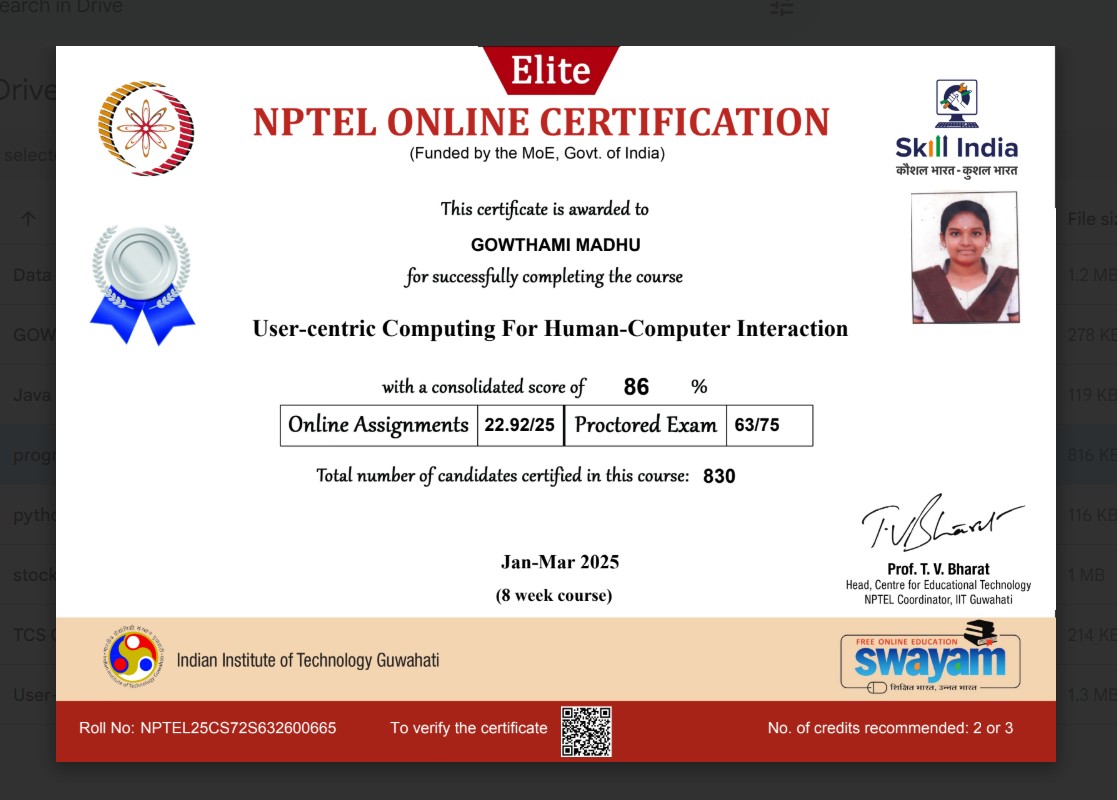 earch in Drive
Drive
select
File si
Data
1.2 MB
GOW
278 KB
Java
119 KB
progr
816 KB
pytho
116 KB
stock
1 MB
TCS
214 KB
User-
1.3 MB
Elite
NPTEL ONLINE CERTIFICATION
(Funded by the MoE, Govt. of India)
Skill India
कौशल भारत - कुशल भारत
This certificate is awarded to
GOWTHAMI MADHU
for successfully completing the course
User-centric Computing For Human-Computer Interaction
with a consolidated score of 86 %
Online Assignments 22.92/25 Proctored Exam 63/75
Total number of candidates certified in this course: 830
T.V Bharat
Prof. T. V. Bharat
Head, Centre for Educational Technology
NPTEL Coordinator, IIT Guwahati
Jan-Mar 2025
(8 week course)
Indian Institute of Technology Guwahati
FREE ONLINE EDUCATION
swayam
शिक्षित भारत, उन्नत भारत
Roll No: NPTEL25CS72S632600665
To verify the certificate
No. of credits recommended: 2 or 3